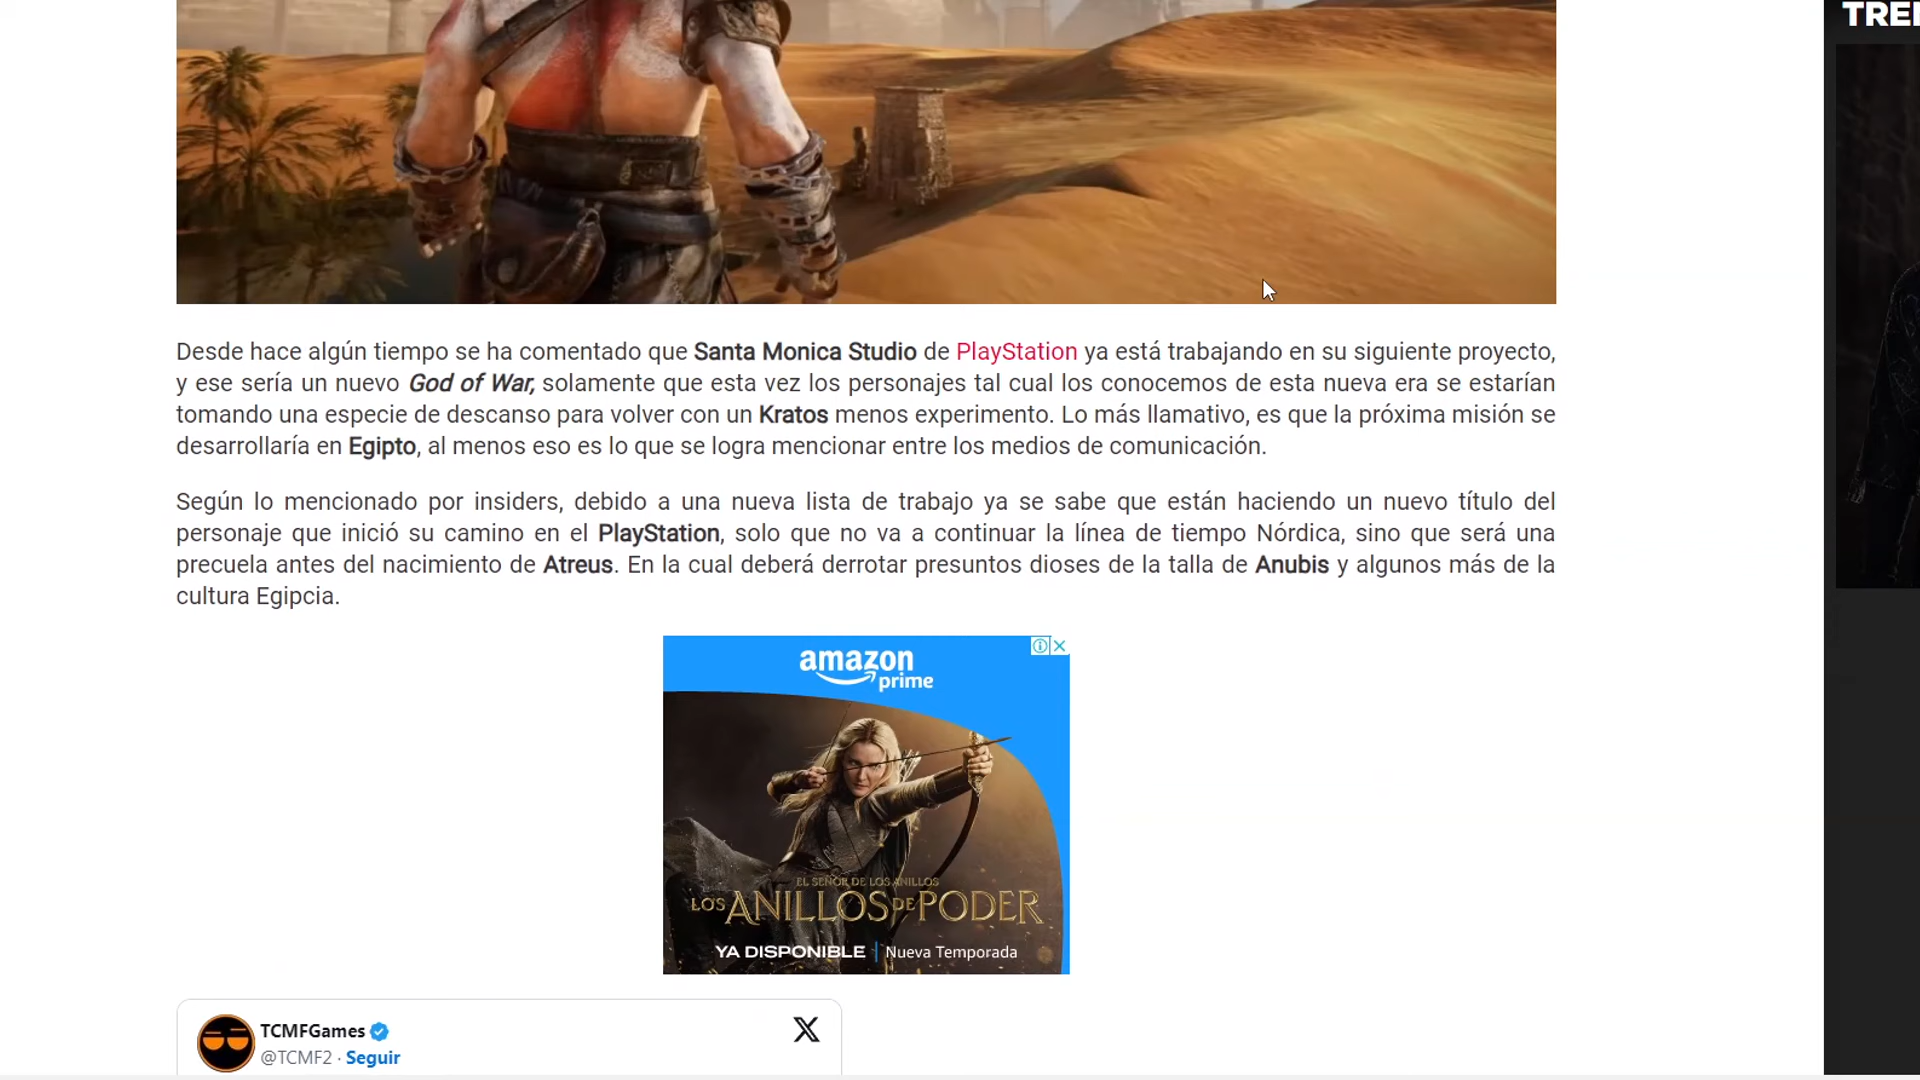 TRE
Desde hace algún tiempo se ha comentado que Santa Monica Studio de PlayStation ya está trabajando en su siguiente proyecto,
y ese sería un nuevo God of War, solamente que esta vez los personajes tal cual los conocemos de esta nueva era se estarían
tomando una especie de descanso para volver con un Kratos menos experimento. Lo más llamativo, es que la próxima misión se
desarrollaría en Egipto, al menos eso es lo que se logra mencionar entre los medios de comunicación.
Según lo mencionado por insiders, debido a una nueva lista de trabajo ya se sabe que están haciendo un nuevo título del
personaje que inició su camino en el PlayStation, solo que no va a continuar la línea de tiempo Nórdica, sino que será una
precuela antes del nacimiento de Atreus. En la cual deberá derrotar presuntos dioses de la talla de Anubis y algunos más de la
cultura Egipcia.
amazon
prime
EL SEÑOR DE LOS ANILLOS
LOS ANILLOS DE PODER
YA DISPONIBLE | Nueva Temporada
TCMFGames
@TCMF2 · Seguir